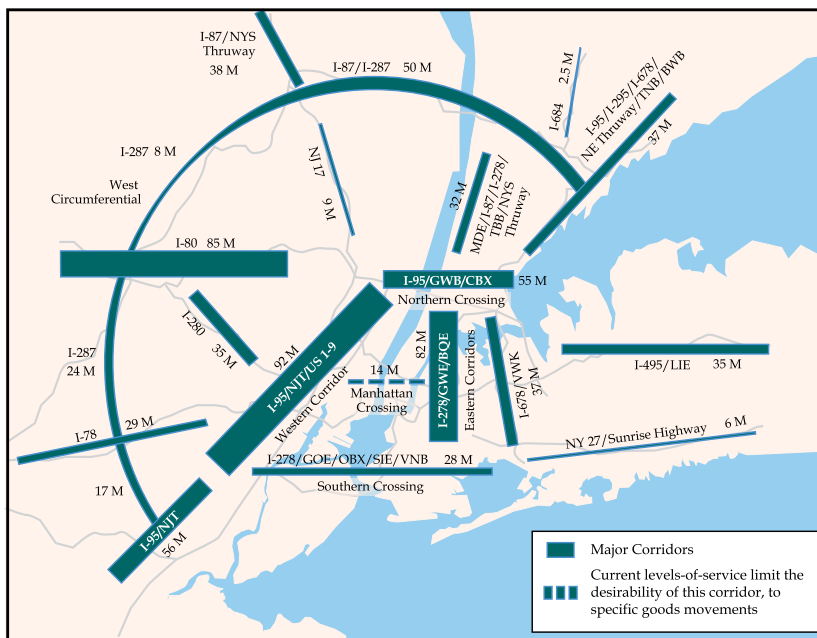 I-87/NYS
Thruway
38 M
I-87/I-287 50 M
I-684 2.5 M
I-95/I-295/I-678/
NE Thruway/TNB/BWB
37 M
I-287 8 M
West
Circumferential
NJ 17 9 M
32 M
MDE/I-87/I-278/
TBB/NYS
Thruway
I-80 85 M
I-95/GWB/CBX
55 M
Northern Crossing
I-280
35 M
I-287
24 M
92 M
I-95/NJT/US 1-9
Western Corridor
14 M
Manhattan
Crossing
82 M
I-278/GWE/BQE
Eastern Corridors
I-678/VWK
37 M
I-495/LIE 35 M
I-78 29 M
NY 27/Sunrise Highway 6 M
I-278/GOE/OBX/SIE/VNB 28 M
Southern Crossing
17 M
I-95/NJT
56 M
Major Corridors
Current levels-of-service limit the
desirability of this corridor, to
specific goods movements